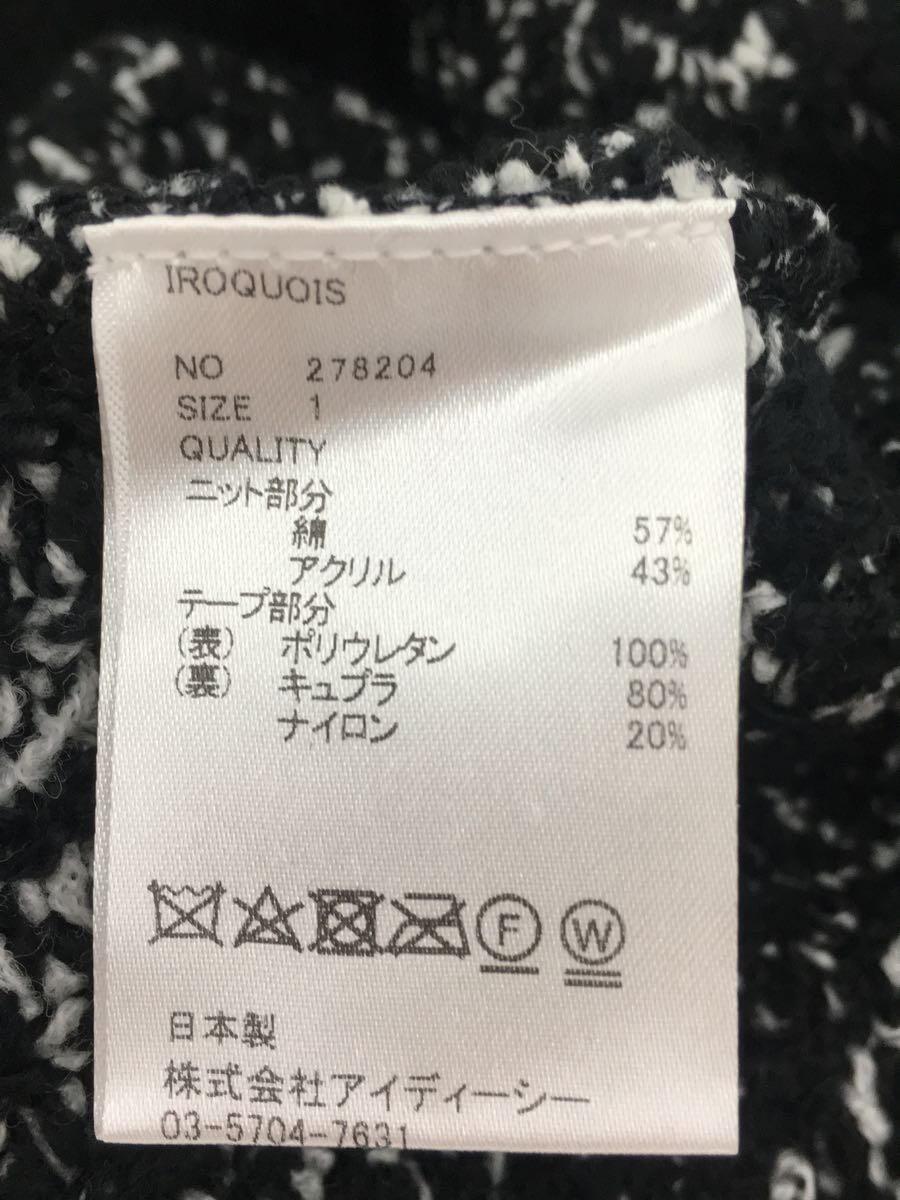 IROQUOIS
NO 278204
SIZE 1
QUALITY
ニット部分
綿 57%
アクリル 43%
テープ部分
(表) ポリウレタン 100%
(裏) キュプラ 80%
ナイロン 20%
F W
日本製
株式会社アイディーシー
03-5704-7631